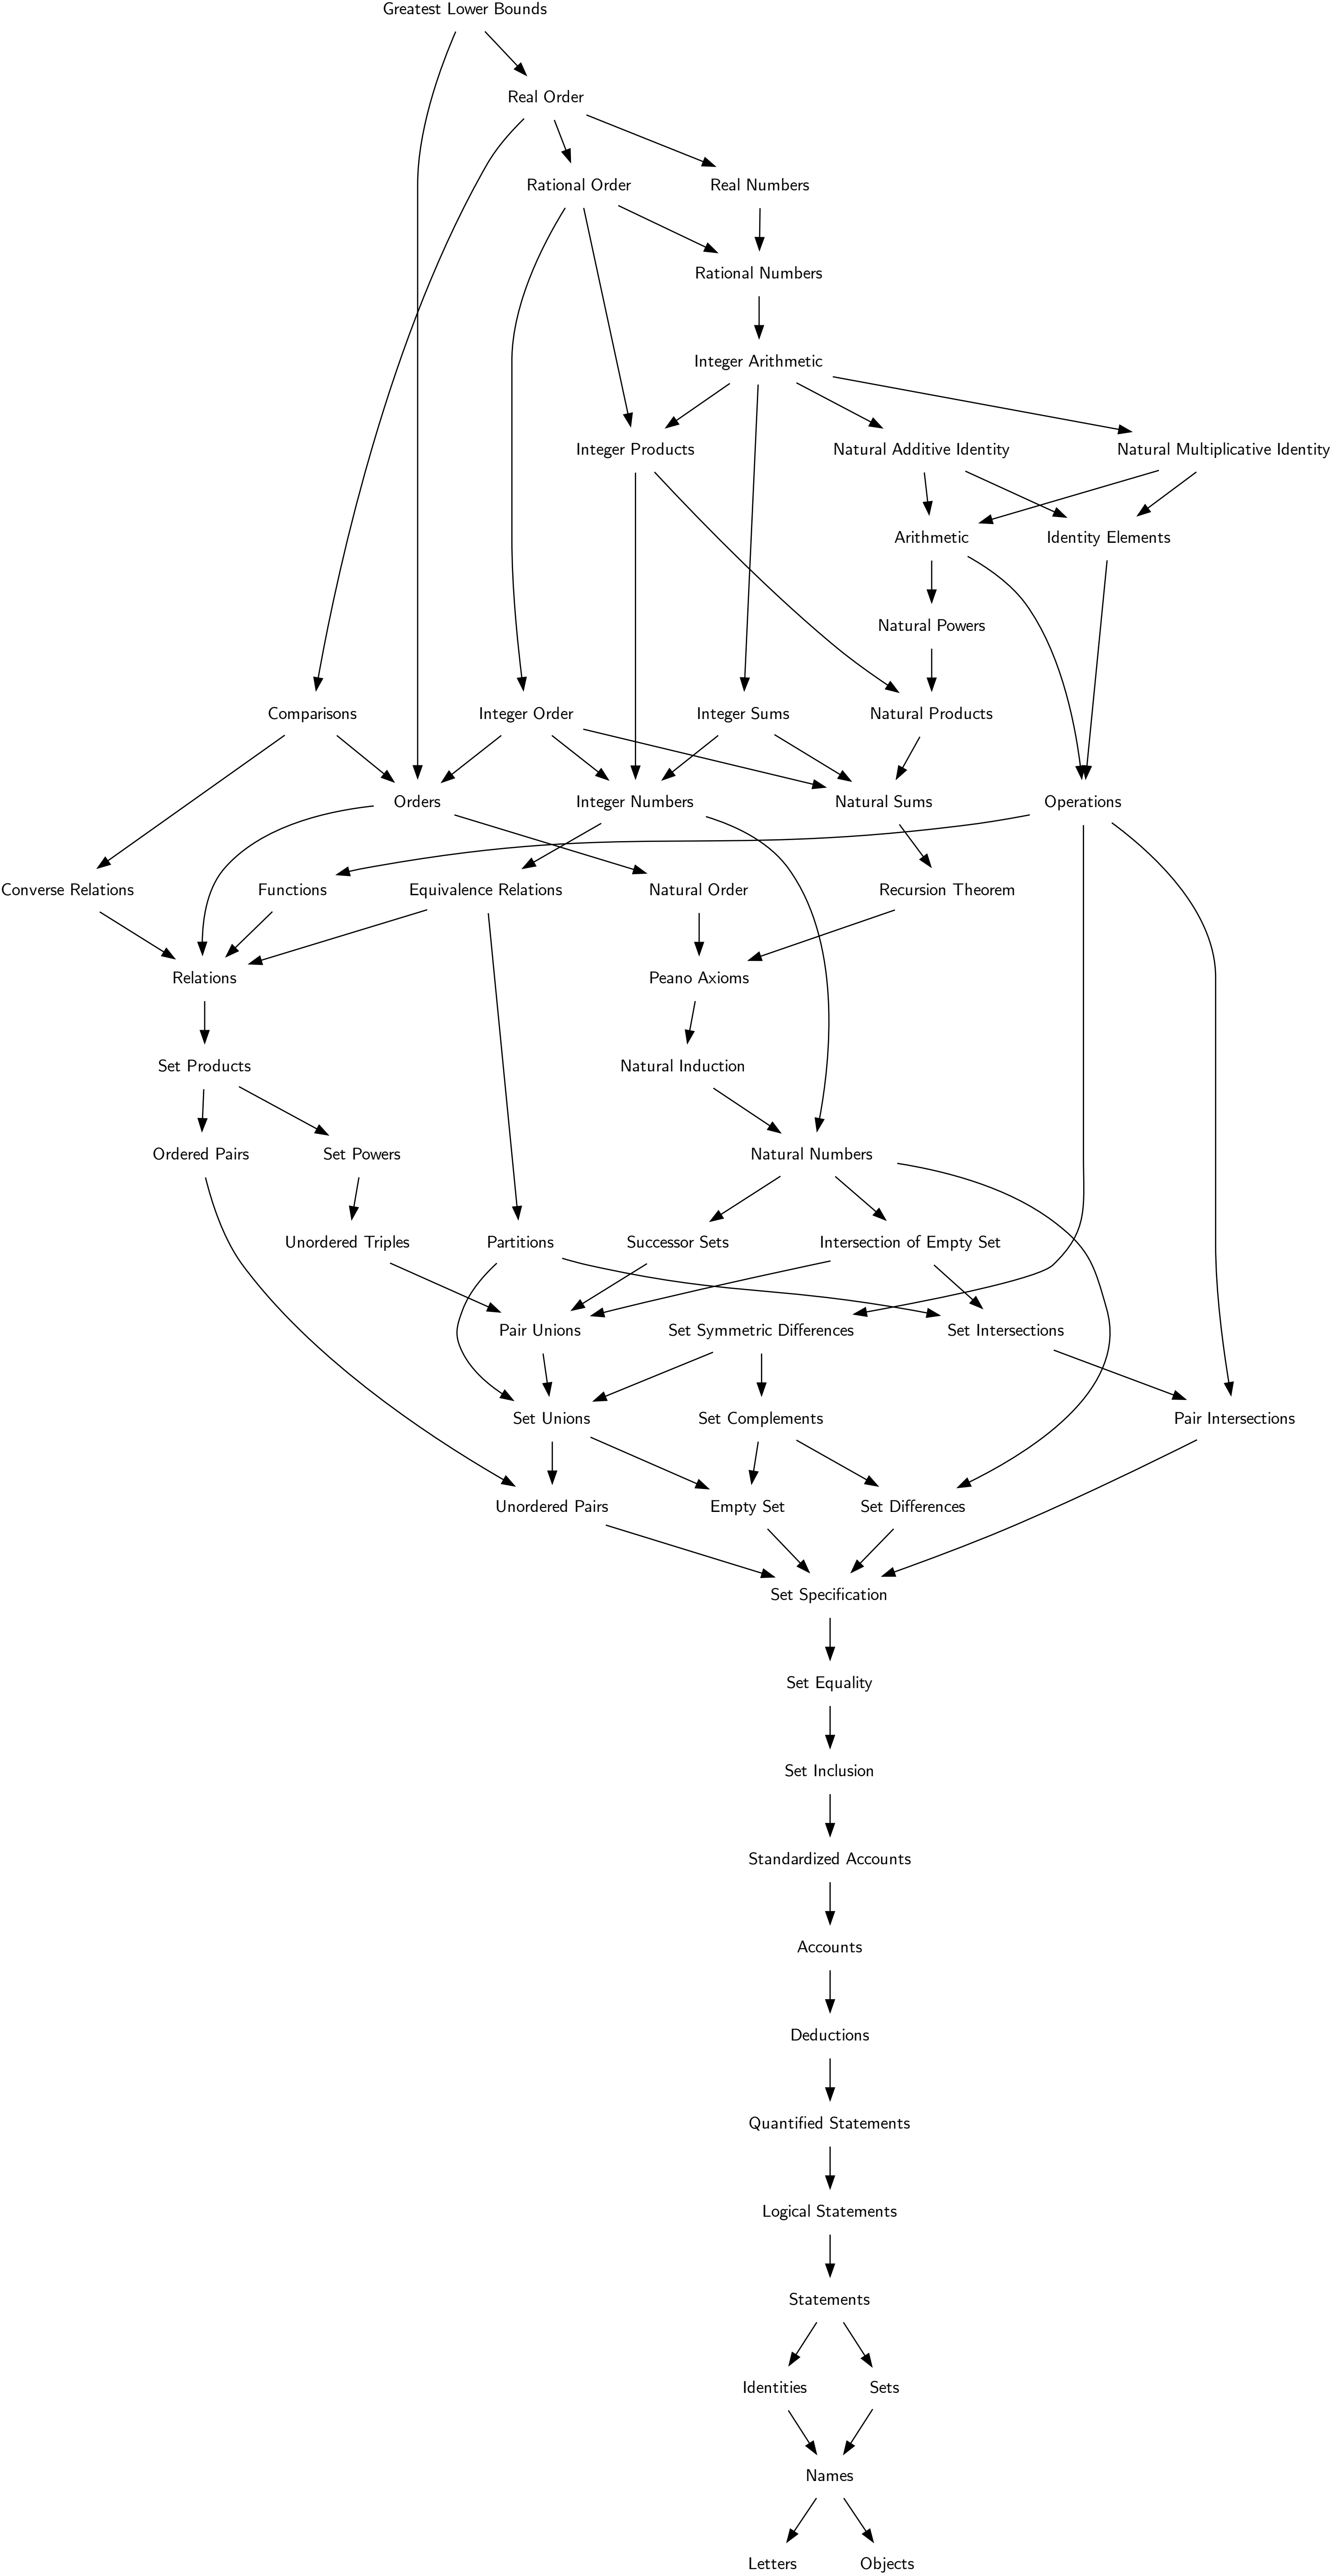 Greatest Lower Bounds
Real Order
Rational Order
Real Numbers
Rational Numbers
Integer Arithmetic
Integer Products
Natural Additive Identity
Natural Multiplicative Identity
Arithmetic
Identity Elements
Natural Powers
Comparisons
Integer Order
Integer Sums
Natural Products
Orders
Integer Numbers
Natural Sums
Operations
Converse Relations
Functions
Equivalence Relations
Natural Order
Recursion Theorem
Relations
Peano Axioms
Set Products
Natural Induction
Ordered Pairs
Set Powers
Natural Numbers
Unordered Triples
Partitions
Successor Sets
Intersection of Empty Set
Pair Unions
Set Symmetric Differences
Set Intersections
Set Unions
Set Complements
Pair Intersections
Unordered Pairs
Empty Set
Set Differences
Set Specification
Set Equality
Set Inclusion
Standardized Accounts
Accounts
Deductions
Quantified Statements
Logical Statements
Statements
Identities
Sets
Names
Letters
Objects